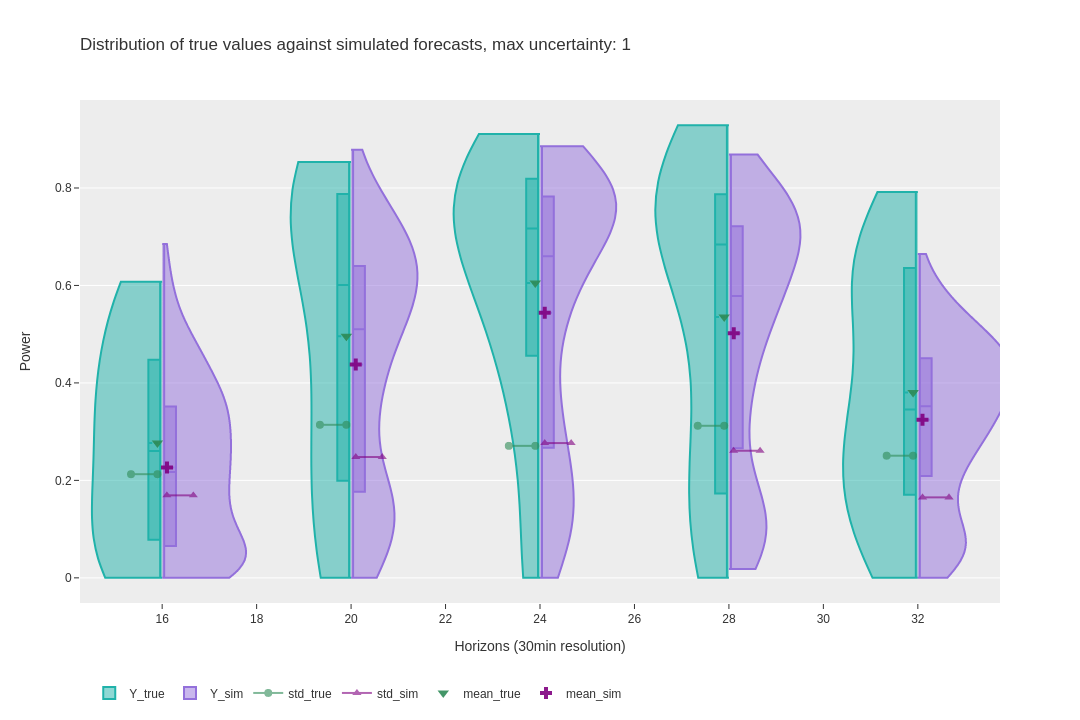 Distribution of true values against simulated forecasts, max uncertainty: 1
0.8
0.6
0.4
0.2
0
Power
16 18 20 22 24 26 28 30 32
Horizons (30min resolution)
Y_true Y_sim std_true std_sim mean_true mean_sim